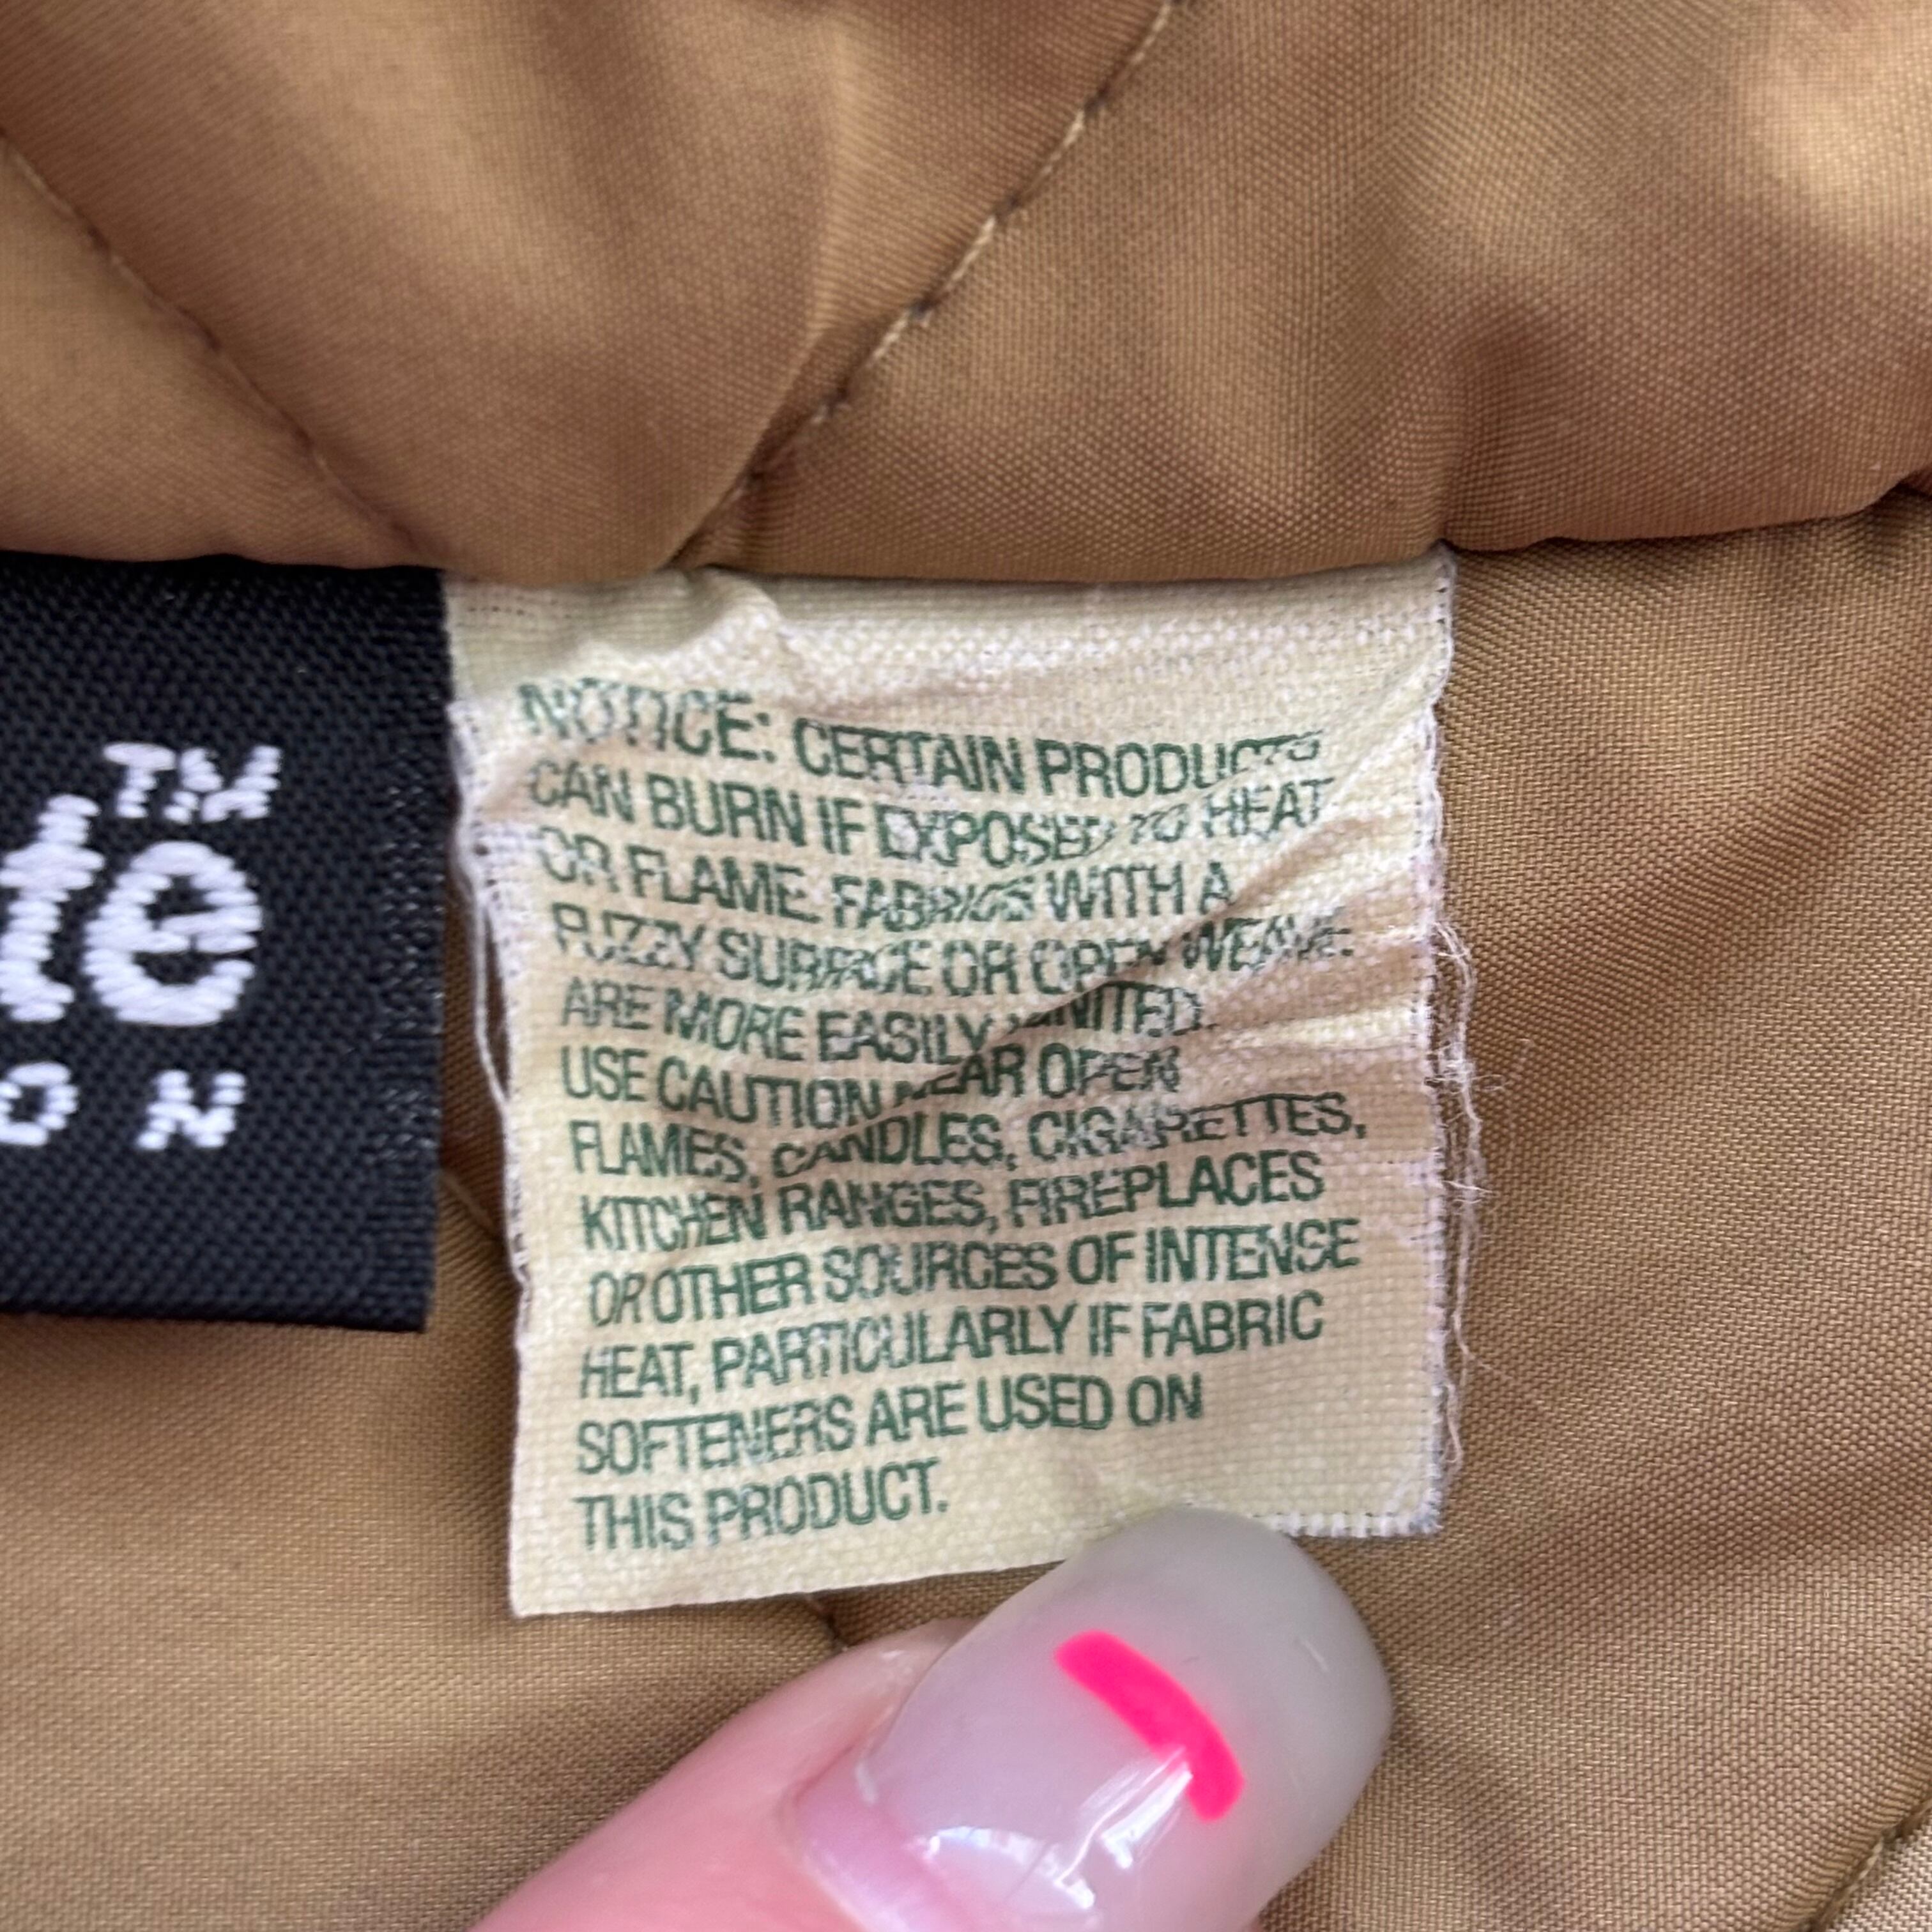 TM
te
ON
NOTICE: CERTAIN PRODUCTS
CAN BURN IF EXPOSED TO HEAT
OR FLAME. FABRICS WITH A
FUZZY SURFACE OR OPEN WEAVE
ARE MORE EASILY IGNITED.
USE CAUTION NEAR OPEN
FLAMES, CANDLES, CIGARETTES,
KITCHEN RANGES, FIREPLACES
OR OTHER SOURCES OF INTENSE
HEAT, PARTICULARLY IF FABRIC
SOFTENERS ARE USED ON
THIS PRODUCT.